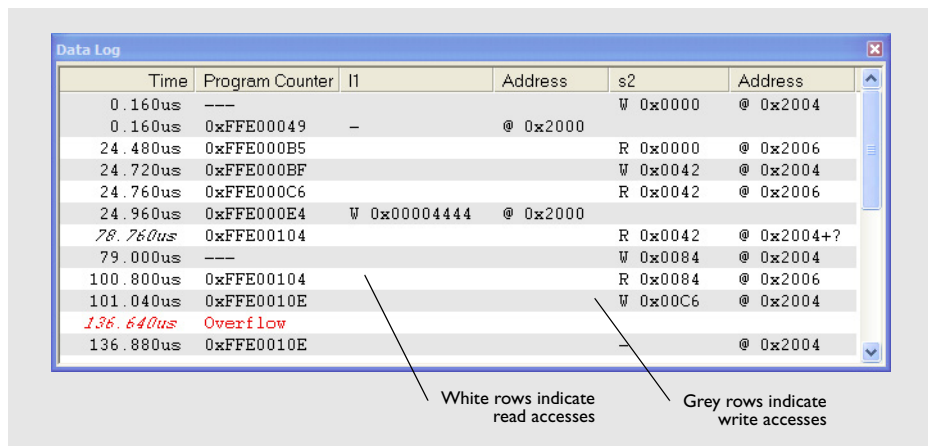 Data Log
Time Program Counter l1 Address s2 Address
0.160us --- W 0x0000 @ 0x2004
0.160us 0xFFE00049 - @ 0x2000
24.480us 0xFFE000B5 R 0x0000 @ 0x2006
24.720us 0xFFE000BF W 0x0042 @ 0x2004
24.760us 0xFFE000C6 R 0x0042 @ 0x2006
24.960us 0xFFE000E4 W 0x00004444 @ 0x2000
78.760us 0xFFE00104 R 0x0042 @ 0x2004+?
79.000us --- W 0x0084 @ 0x2004
100.800us 0xFFE00104 R 0x0084 @ 0x2006
101.040us 0xFFE0010E W 0x00C6 @ 0x2004
136.640us Overflow
136.880us 0xFFE0010E - @ 0x2004
White rows indicate
read accesses
Grey rows indicate
write accesses